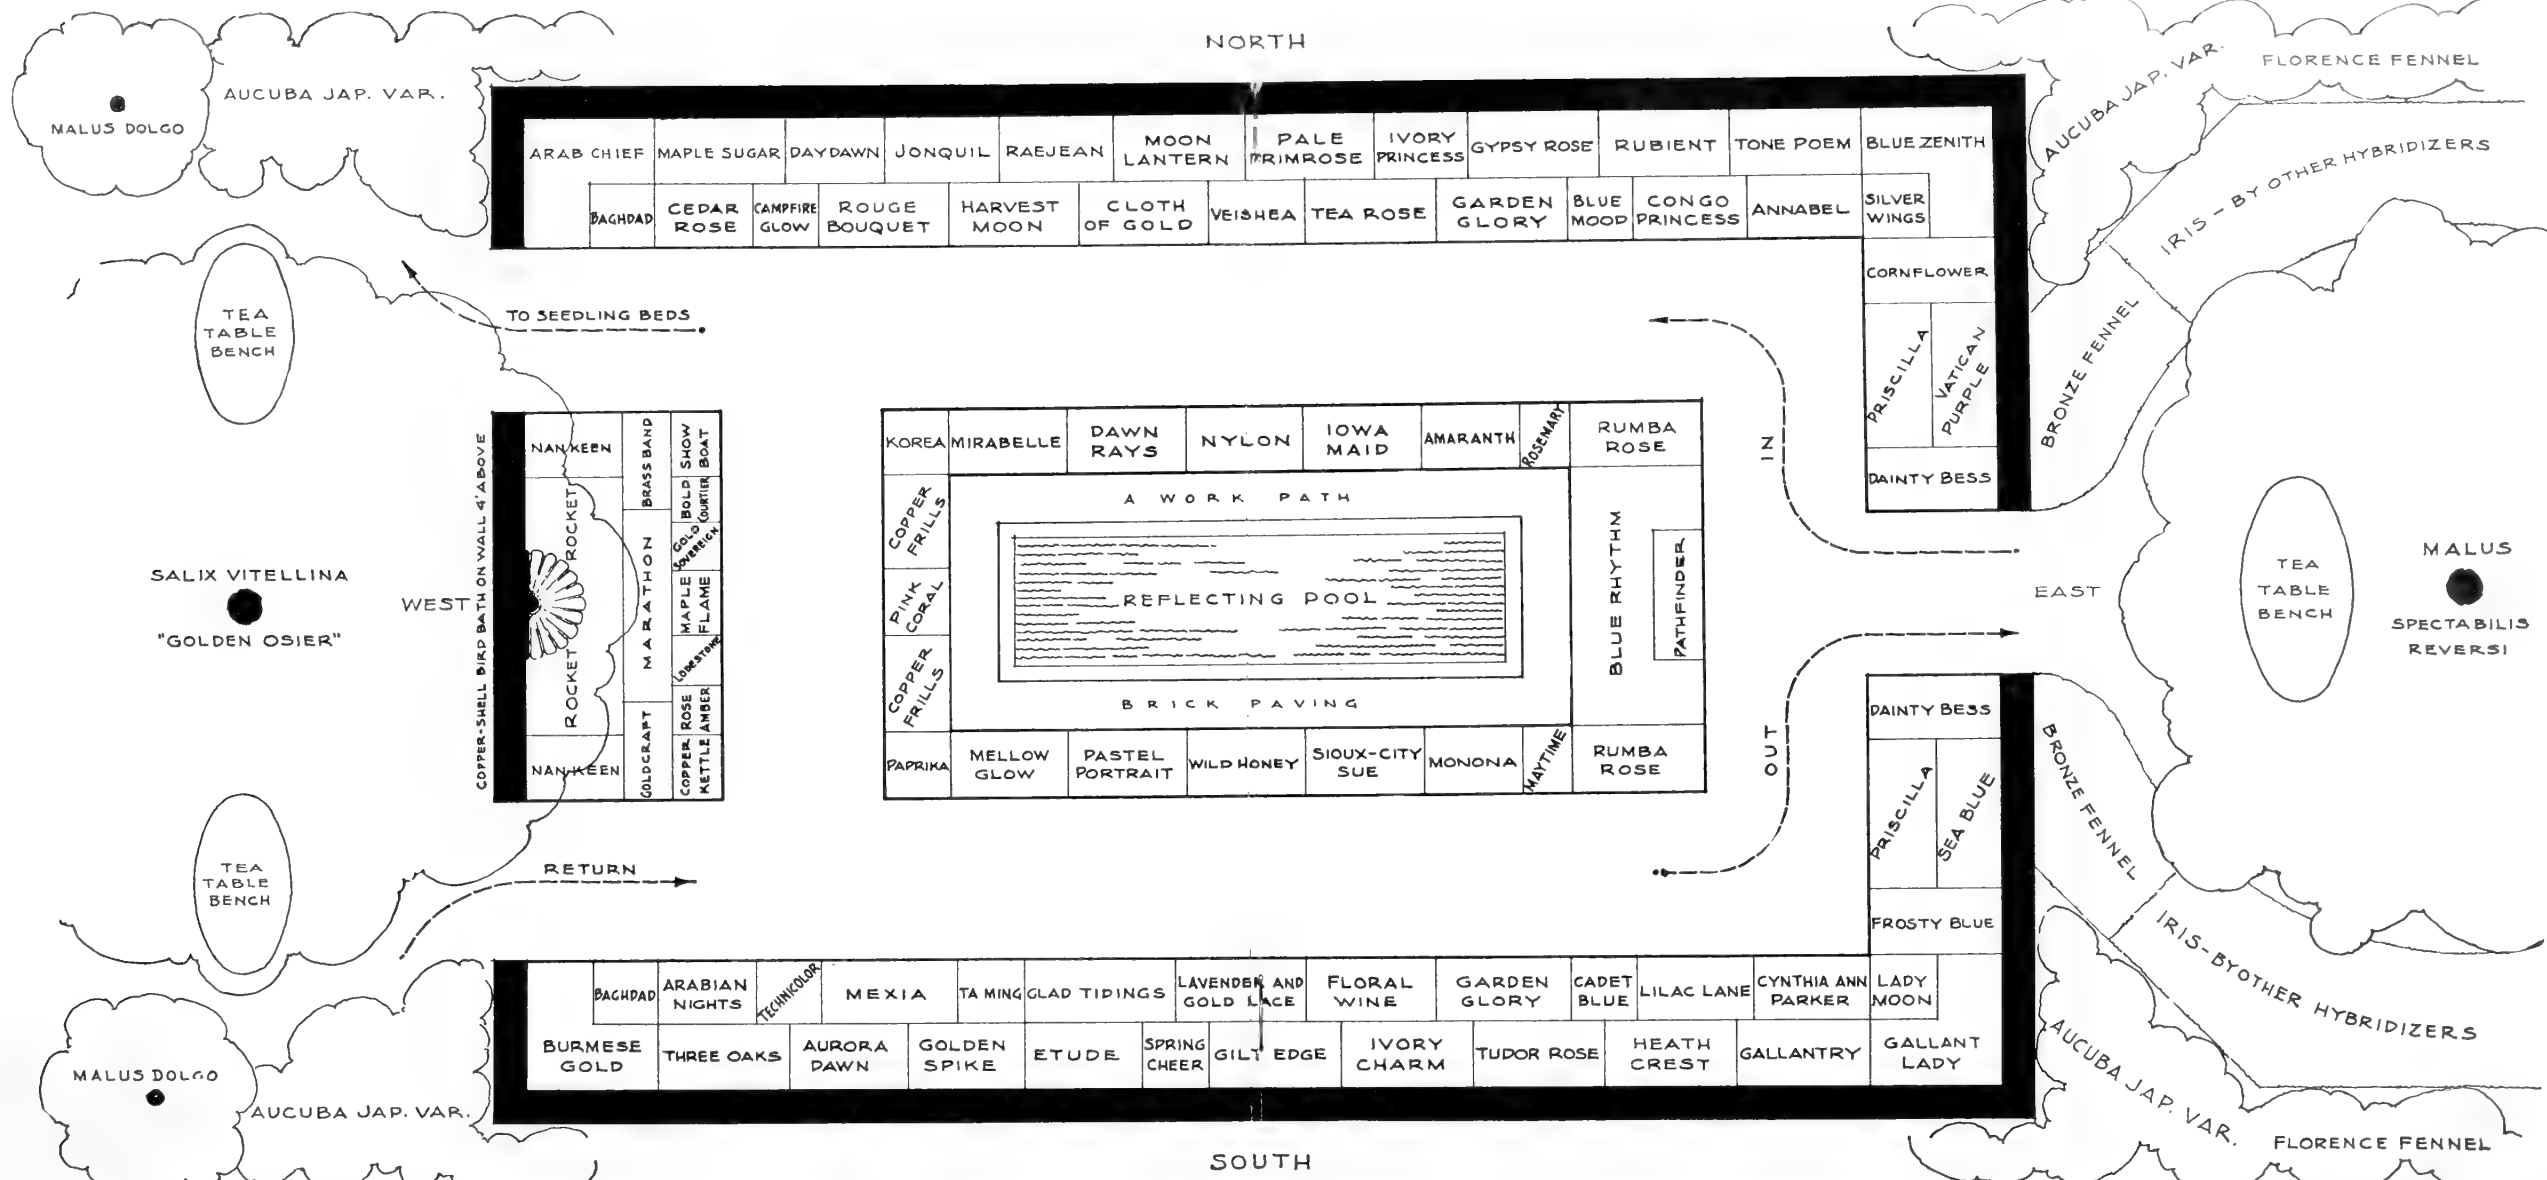 NORTH
MALUS DOLGO
AUCUBA JAP. VAR.
AUCUBA JAP. VAR.
FLORENCE FENNEL
IRIS – BY OTHER HYBRIDIZERS
BRONZE FENNEL
ARAB CHIEF
MAPLE SUGAR
DAYDAWN
JONQUIL
RAEJEAN
MOON
LANTERN
PALE
PRIMROSE
IVORY
PRINCESS
GYPSY ROSE
RUBIENT
TONE POEM
BLUE ZENITH
BAGHDAD
CEDAR
ROSE
CAMPFIRE
GLOW
ROUGE
BOUQUET
HARVEST
MOON
CLOTH
OF GOLD
VEISHEA
TEA ROSE
GARDEN
GLORY
BLUE
MOOD
CONGO
PRINCESS
ANNABEL
SILVER
WINGS
CORNFLOWER
PRISCILLA
VATICAN
PURPLE
DAINTY BESS
TEA
TABLE
BENCH
TO SEEDLING BEDS
IN
SALIX VITELLINA
"GOLDEN OSIER"
WEST
COPPER-SHELL BIRD BATH ON WALL 4' ABOVE
NANKEEN
ROCKET
ROCKET
NANKEEN
BRASS BAND
MARATHON
GOLDCRAFT
SHOW
BOAT
BOLD
COURTIER
GOLD
SOVEREIGN
MAPLE
FLAME
LODESTONE
ROSE
AMBER
COPPER
KETTLE
KOREA
MIRABELLE
DAWN
RAYS
NYLON
IOWA
MAID
AMARANTH
ROSEMARY
RUMBA
ROSE
COPPER
FRILLS
PINK
CORAL
COPPER
FRILLS
A WORK PATH
REFLECTING POOL
BRICK PAVING
BLUE RHYTHM
PATHFINDER
PAPRIKA
MELLOW
GLOW
PASTEL
PORTRAIT
WILD HONEY
SIOUX-CITY
SUE
MONONA
MAYTIME
RUMBA
ROSE
EAST
TEA
TABLE
BENCH
MALUS
SPECTABILIS
REVERSI
OUT
DAINTY BESS
PRISCILLA
SEA BLUE
FROSTY BLUE
BRONZE FENNEL
IRIS-BY OTHER HYBRIDIZERS
TEA
TABLE
BENCH
RETURN
BAGHDAD
ARABIAN
NIGHTS
TECHNICOLOR
MEXIA
TA MING
GLAD TIDINGS
LAVENDER AND
GOLD LACE
FLORAL
WINE
GARDEN
GLORY
CADET
BLUE
LILAC LANE
CYNTHIA ANN
PARKER
LADY
MOON
BURMESE
GOLD
THREE OAKS
AURORA
DAWN
GOLDEN
SPIKE
ETUDE
SPRING
CHEER
GILT EDGE
IVORY
CHARM
TUDOR ROSE
HEATH
CREST
GALLANTRY
GALLANT
LADY
MALUS DOLGO
AUCUBA JAP. VAR.
AUCUBA JAP. VAR.
FLORENCE FENNEL
SOUTH